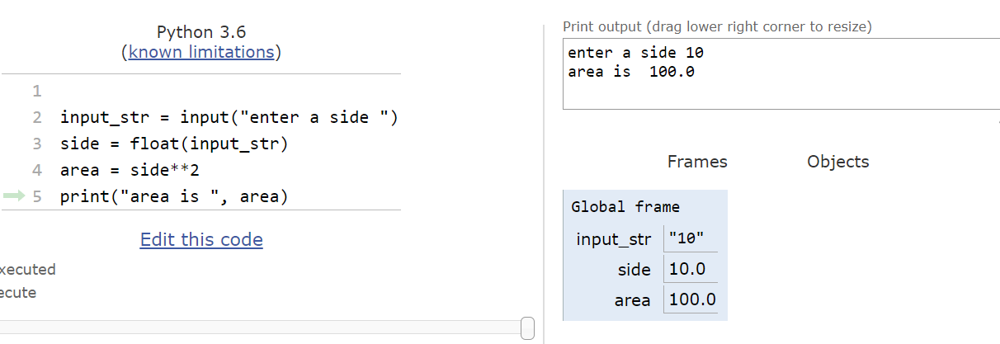 Python 3.6
(known limitations)
1
2 input_str = input("enter a side ")
3 side = float(input_str)
4 area = side**2
5 print("area is ", area)
Edit this code
xecuted
ecute
Print output (drag lower right corner to resize)
enter a side 10
area is  100.0
Frames Objects
Global frame
input_str "10"
side 10.0
area 100.0